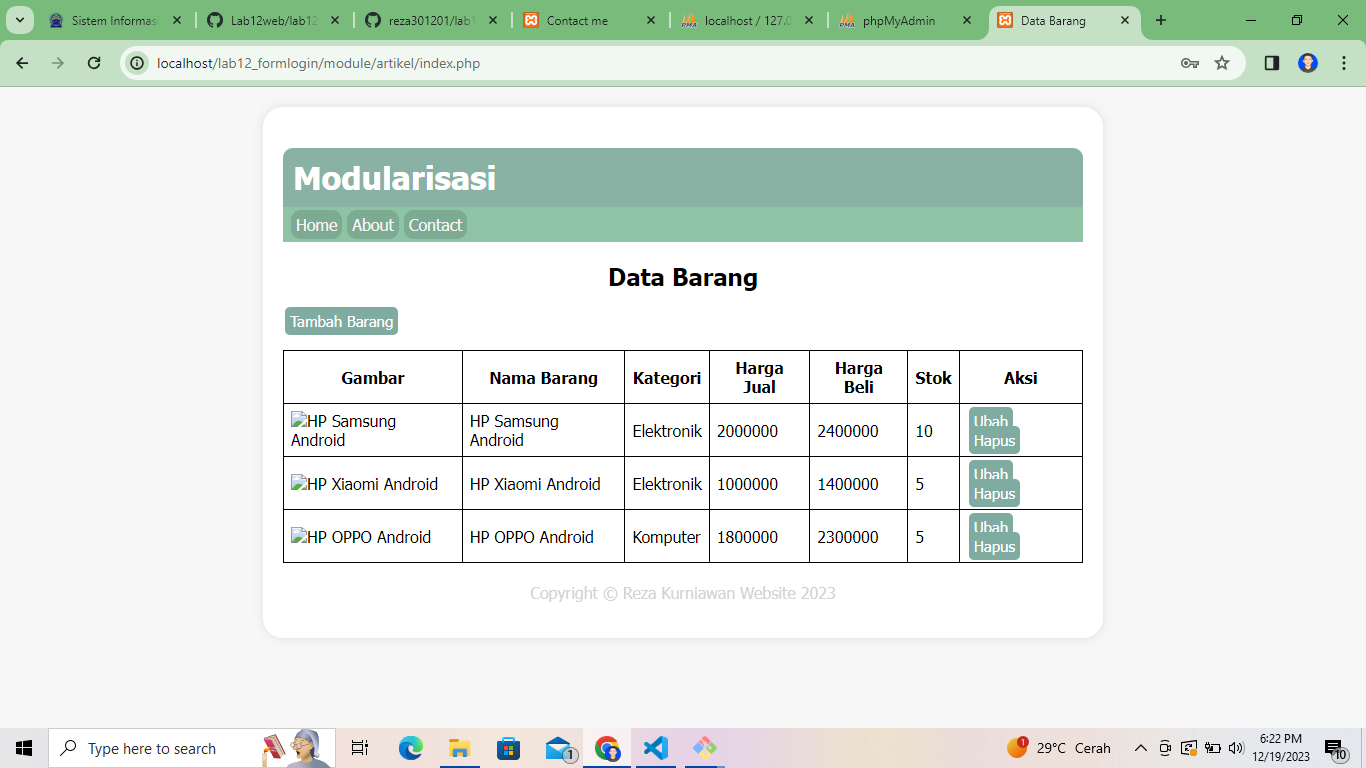 Sistem Informasi
Lab12web/lab12
reza301201/lab1
Contact me
localhost / 127.0
phpMyAdmin
Data Barang
localhost/lab12_formlogin/module/artikel/index.php
Modularisasi
Home About Contact
Data Barang
Tambah Barang
Gambar Nama Barang Kategori Harga Jual Harga Beli Stok Aksi
HP Samsung Android HP Samsung Android Elektronik 2000000 2400000 10 Ubah Hapus
HP Xiaomi Android HP Xiaomi Android Elektronik 1000000 1400000 5 Ubah Hapus
HP OPPO Android HP OPPO Android Komputer 1800000 2300000 5 Ubah Hapus
Copyright © Reza Kurniawan Website 2023
Type here to search
1
1
29°C Cerah
6:22 PM
12/19/2023
10